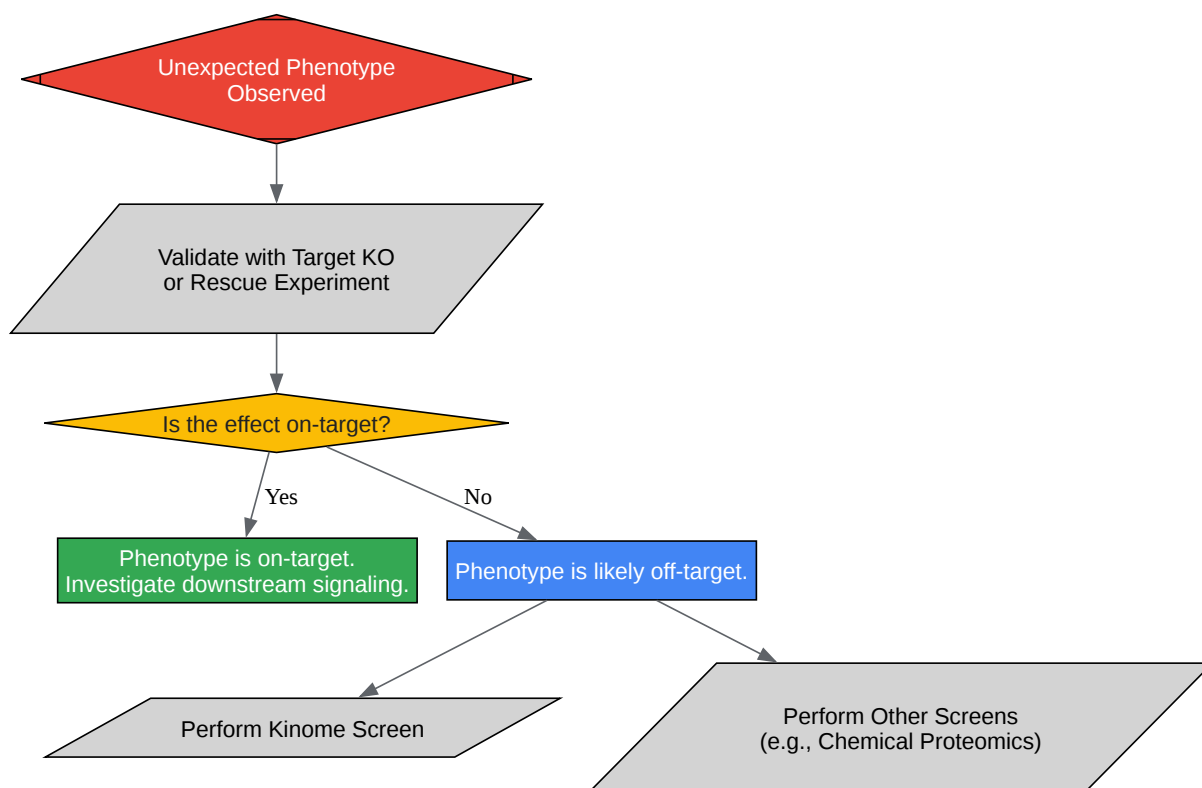 Unexpected Phenotype
Observed
Validate with Target KO
or Rescue Experiment
Is the effect on-target?
Yes
No
Phenotype is on-target.
Investigate downstream signaling.
Phenotype is likely off-target.
Perform Kinome Screen
Perform Other Screens
(e.g., Chemical Proteomics)